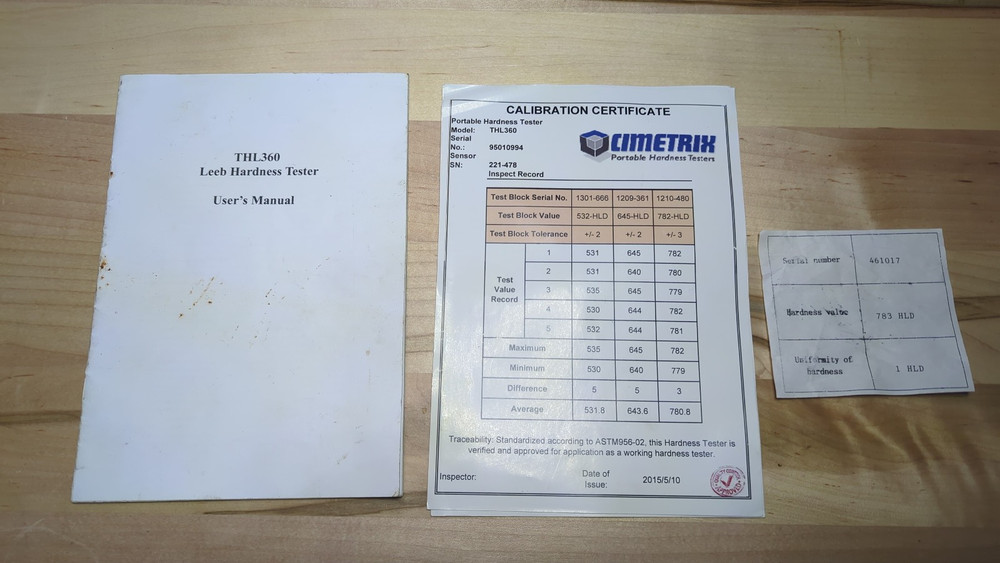 THL360
Leeb Hardness Tester
User's Manual
CALIBRATION CERTIFICATE
Portable Hardness Tester
Model: THL360
Serial
No.: 95010994
Sensor
SN: 221-478
Inspect Record
CIMETRIX
Portable Hardness Testers
Test Block Serial No. 1301-666 1209-361 1210-480
Test Block Value 532-HLD 645-HLD 782-HLD
Test Block Tolerance +/- 2 +/- 2 +/- 3
Test Value Record
1 531 645 782
2 531 640 780
3 535 645 779
4 530 644 782
5 532 644 781
Maximum 535 645 782
Minimum 530 640 779
Difference 5 5 3
Average 531.8 643.6 780.8
Traceability: Standardized according to ASTM956-02, this Hardness Tester is
verified and approved for application as a working hardness tester.
Inspector:
Date of
Issue: 2015/5/10
APPROVED
Serial number 461017
Hardness value 783 HLD
Uniformity of
hardness 1 HLD